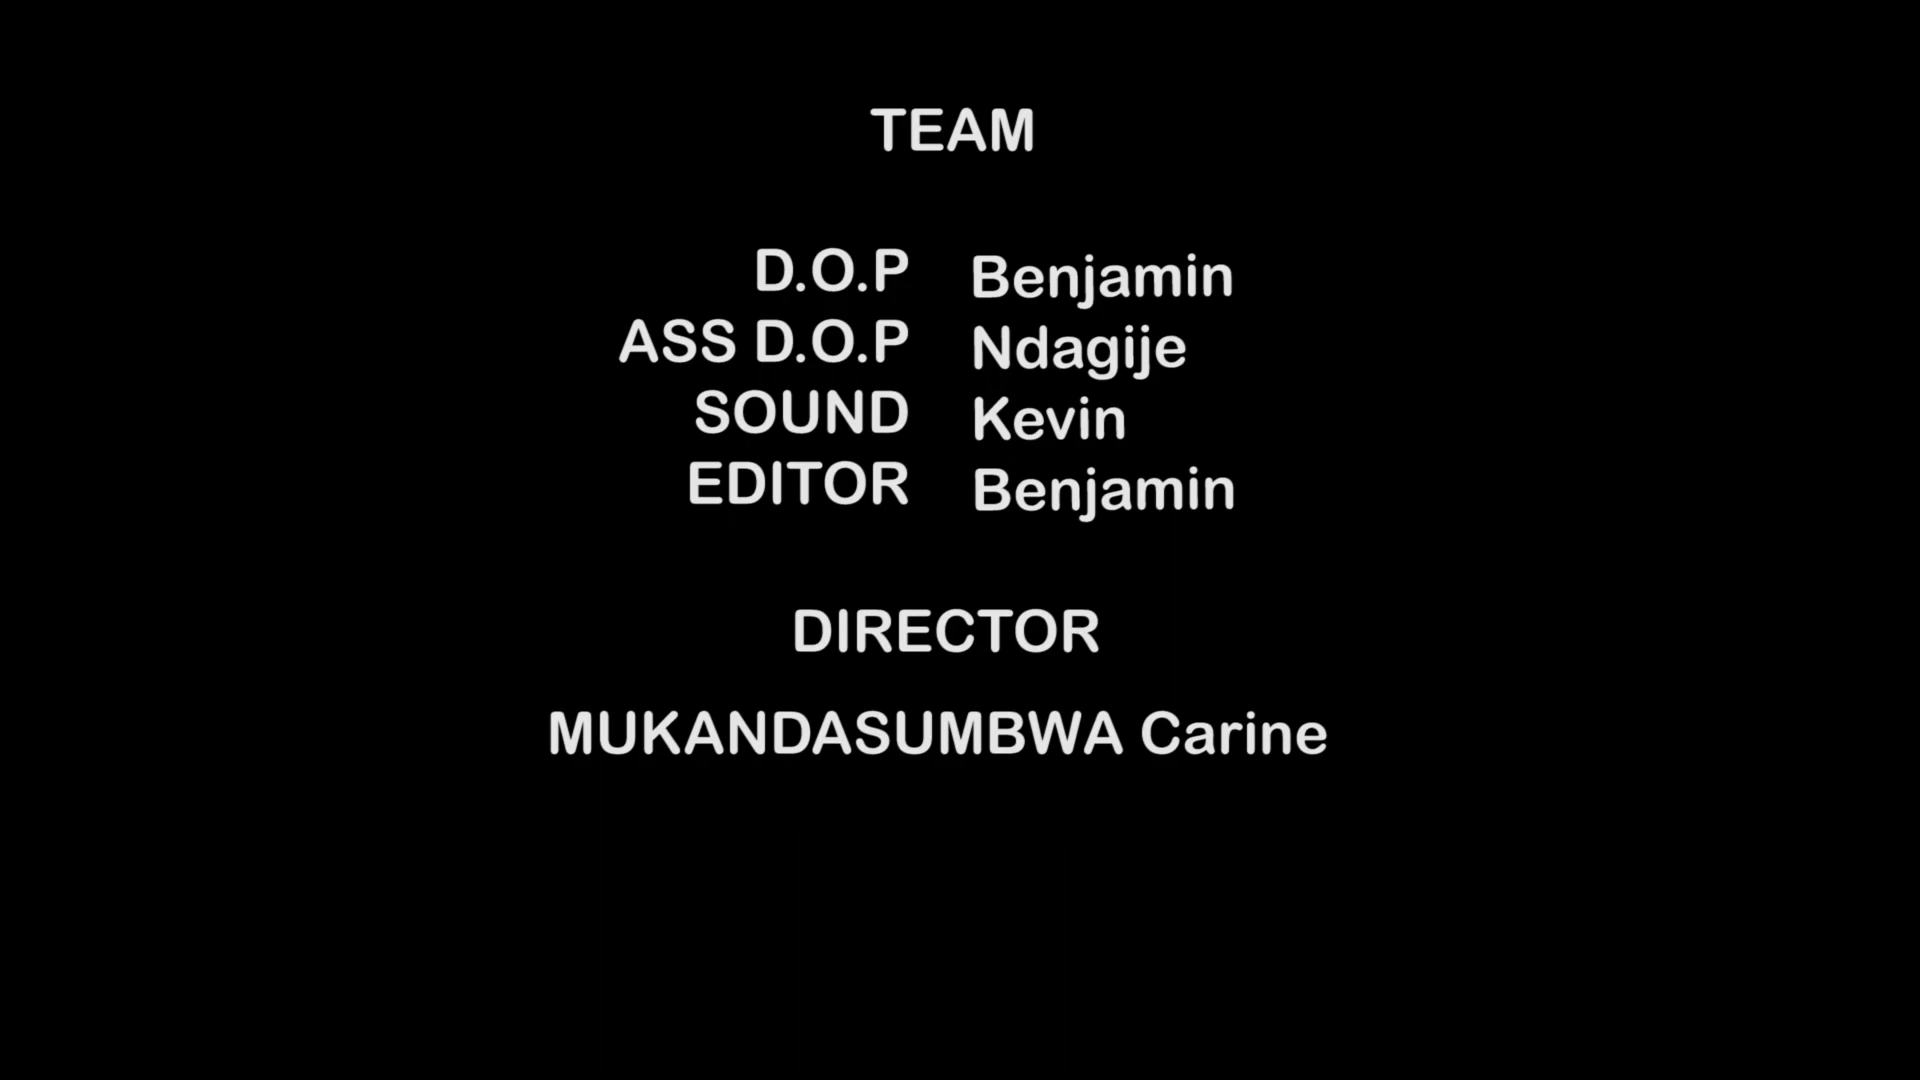 TEAM
D.O.P Benjamin
ASS D.O.P Ndagije
SOUND Kevin
EDITOR Benjamin
DIRECTOR
MUKANDASUMBWA Carine